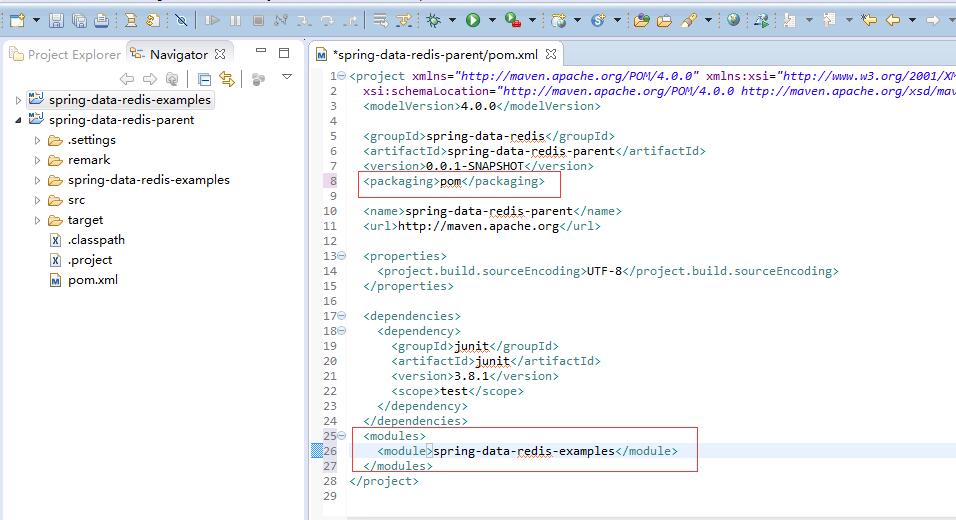 Project Explorer
Navigator
spring-data-redis-examples
spring-data-redis-parent
.settings
remark
spring-data-redis-examples
src
target
.classpath
.project
pom.xml
*spring-data-redis-parent/pom.xml
1 <project xmlns="http://maven.apache.org/POM/4.0.0" xmlns:xsi="http://www.w3.org/2001/XM
2 xsi:schemaLocation="http://maven.apache.org/POM/4.0.0 http://maven.apache.org/xsd/mav
3 <modelVersion>4.0.0</modelVersion>
4
5 <groupId>spring-data-redis</groupId>
6 <artifactId>spring-data-redis-parent</artifactId>
7 <version>0.0.1-SNAPSHOT</version>
8 <packaging>pom</packaging>
9
10 <name>spring-data-redis-parent</name>
11 <url>http://maven.apache.org</url>
12
13 <properties>
14 <project.build.sourceEncoding>UTF-8</project.build.sourceEncoding>
15 </properties>
16
17 <dependencies>
18 <dependency>
19 <groupId>junit</groupId>
20 <artifactId>junit</artifactId>
21 <version>3.8.1</version>
22 <scope>test</scope>
23 </dependency>
24 </dependencies>
25 <modules>
26 <module>spring-data-redis-examples</module>
27 </modules>
28 </project>
29